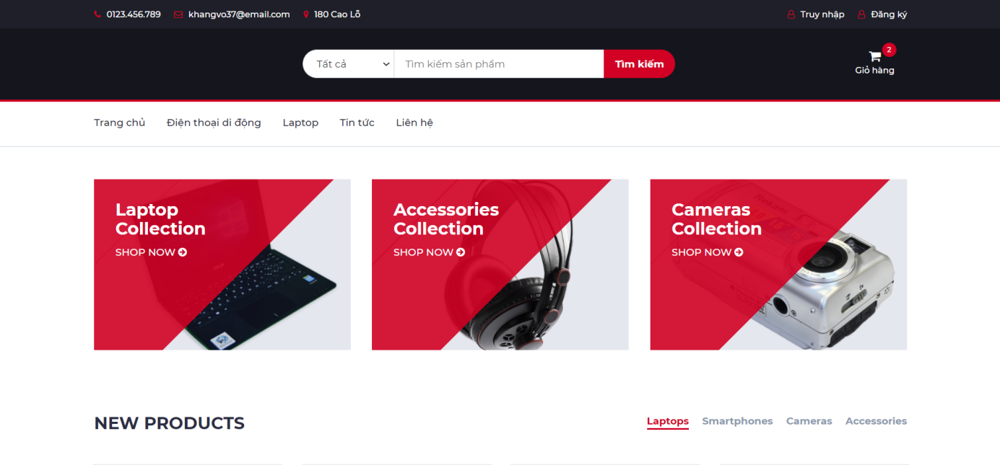 0123.456.789 khangvo37@email.com 180 Cao Lỗ Truy nhập Đăng ký
Tất cả Tìm kiếm sản phẩm Tìm kiếm
2
Giỏ hàng
Trang chủ Điện thoại di động Laptop Tin tức Liên hệ
Laptop
Collection
SHOP NOW
Accessories
Collection
SHOP NOW
Cameras
Collection
SHOP NOW
Rekam
NEW PRODUCTS
Laptops Smartphones Cameras Accessories